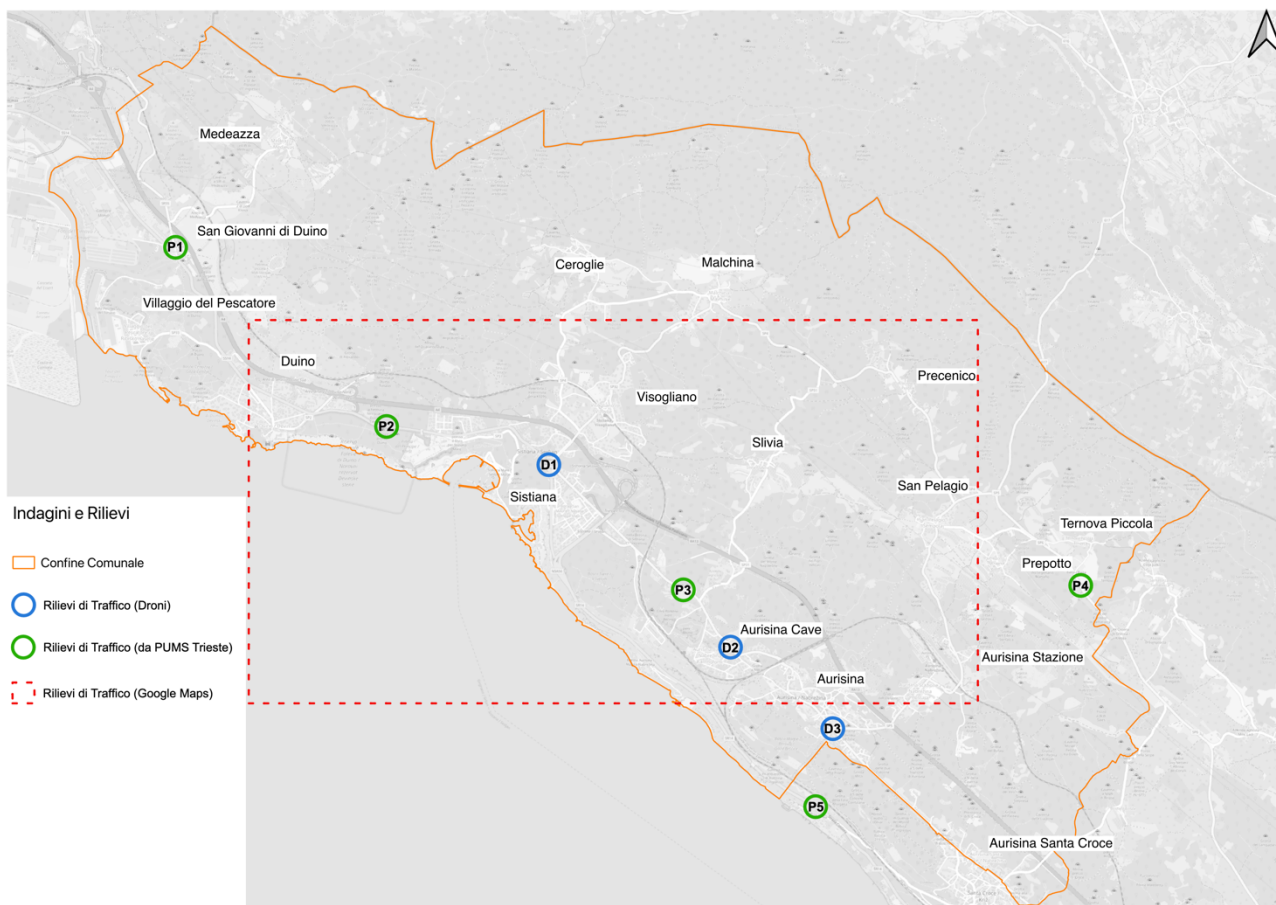 Medeazza
San Giovanni di Duino
P1
Ceroglie
Malchina
Villaggio del Pescatore
Duino
Precenico
Visogliano
P2
Slivia
D1
San Pelagio
Sistiana
Indagini e Rilievi
Ternova Piccola
Confine Comunale
Prepotto
P4
P3
Rilievi di Traffico (Droni)
Aurisina Cave
D2
Rilievi di Traffico (da PUMS Trieste)
Aurisina Stazione
Aurisina
Rilievi di Traffico (Google Maps)
D3
P5
Aurisina Santa Croce